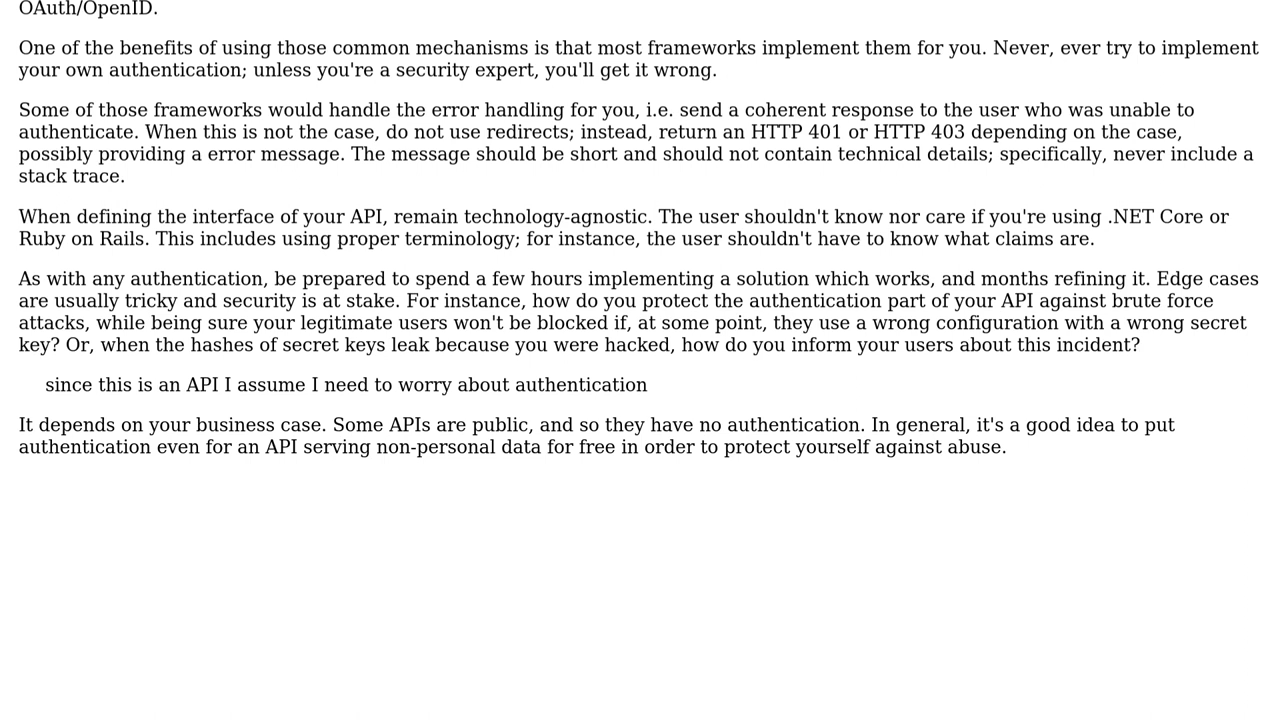 OAuth/OpenID.
One of the benefits of using those common mechanisms is that most frameworks implement them for you. Never, ever try to implement
your own authentication; unless you're a security expert, you'll get it wrong.
Some of those frameworks would handle the error handling for you, i.e. send a coherent response to the user who was unable to
authenticate. When this is not the case, do not use redirects; instead, return an HTTP 401 or HTTP 403 depending on the case,
possibly providing a error message. The message should be short and should not contain technical details; specifically, never include a
stack trace.
When defining the interface of your API, remain technology-agnostic. The user shouldn't know nor care if you're using .NET Core or
Ruby on Rails. This includes using proper terminology; for instance, the user shouldn't have to know what claims are.
As with any authentication, be prepared to spend a few hours implementing a solution which works, and months refining it. Edge cases
are usually tricky and security is at stake. For instance, how do you protect the authentication part of your API against brute force
attacks, while being sure your legitimate users won't be blocked if, at some point, they use a wrong configuration with a wrong secret
key? Or, when the hashes of secret keys leak because you were hacked, how do you inform your users about this incident?
since this is an API I assume I need to worry about authentication
It depends on your business case. Some APIs are public, and so they have no authentication. In general, it's a good idea to put
authentication even for an API serving non-personal data for free in order to protect yourself against abuse.